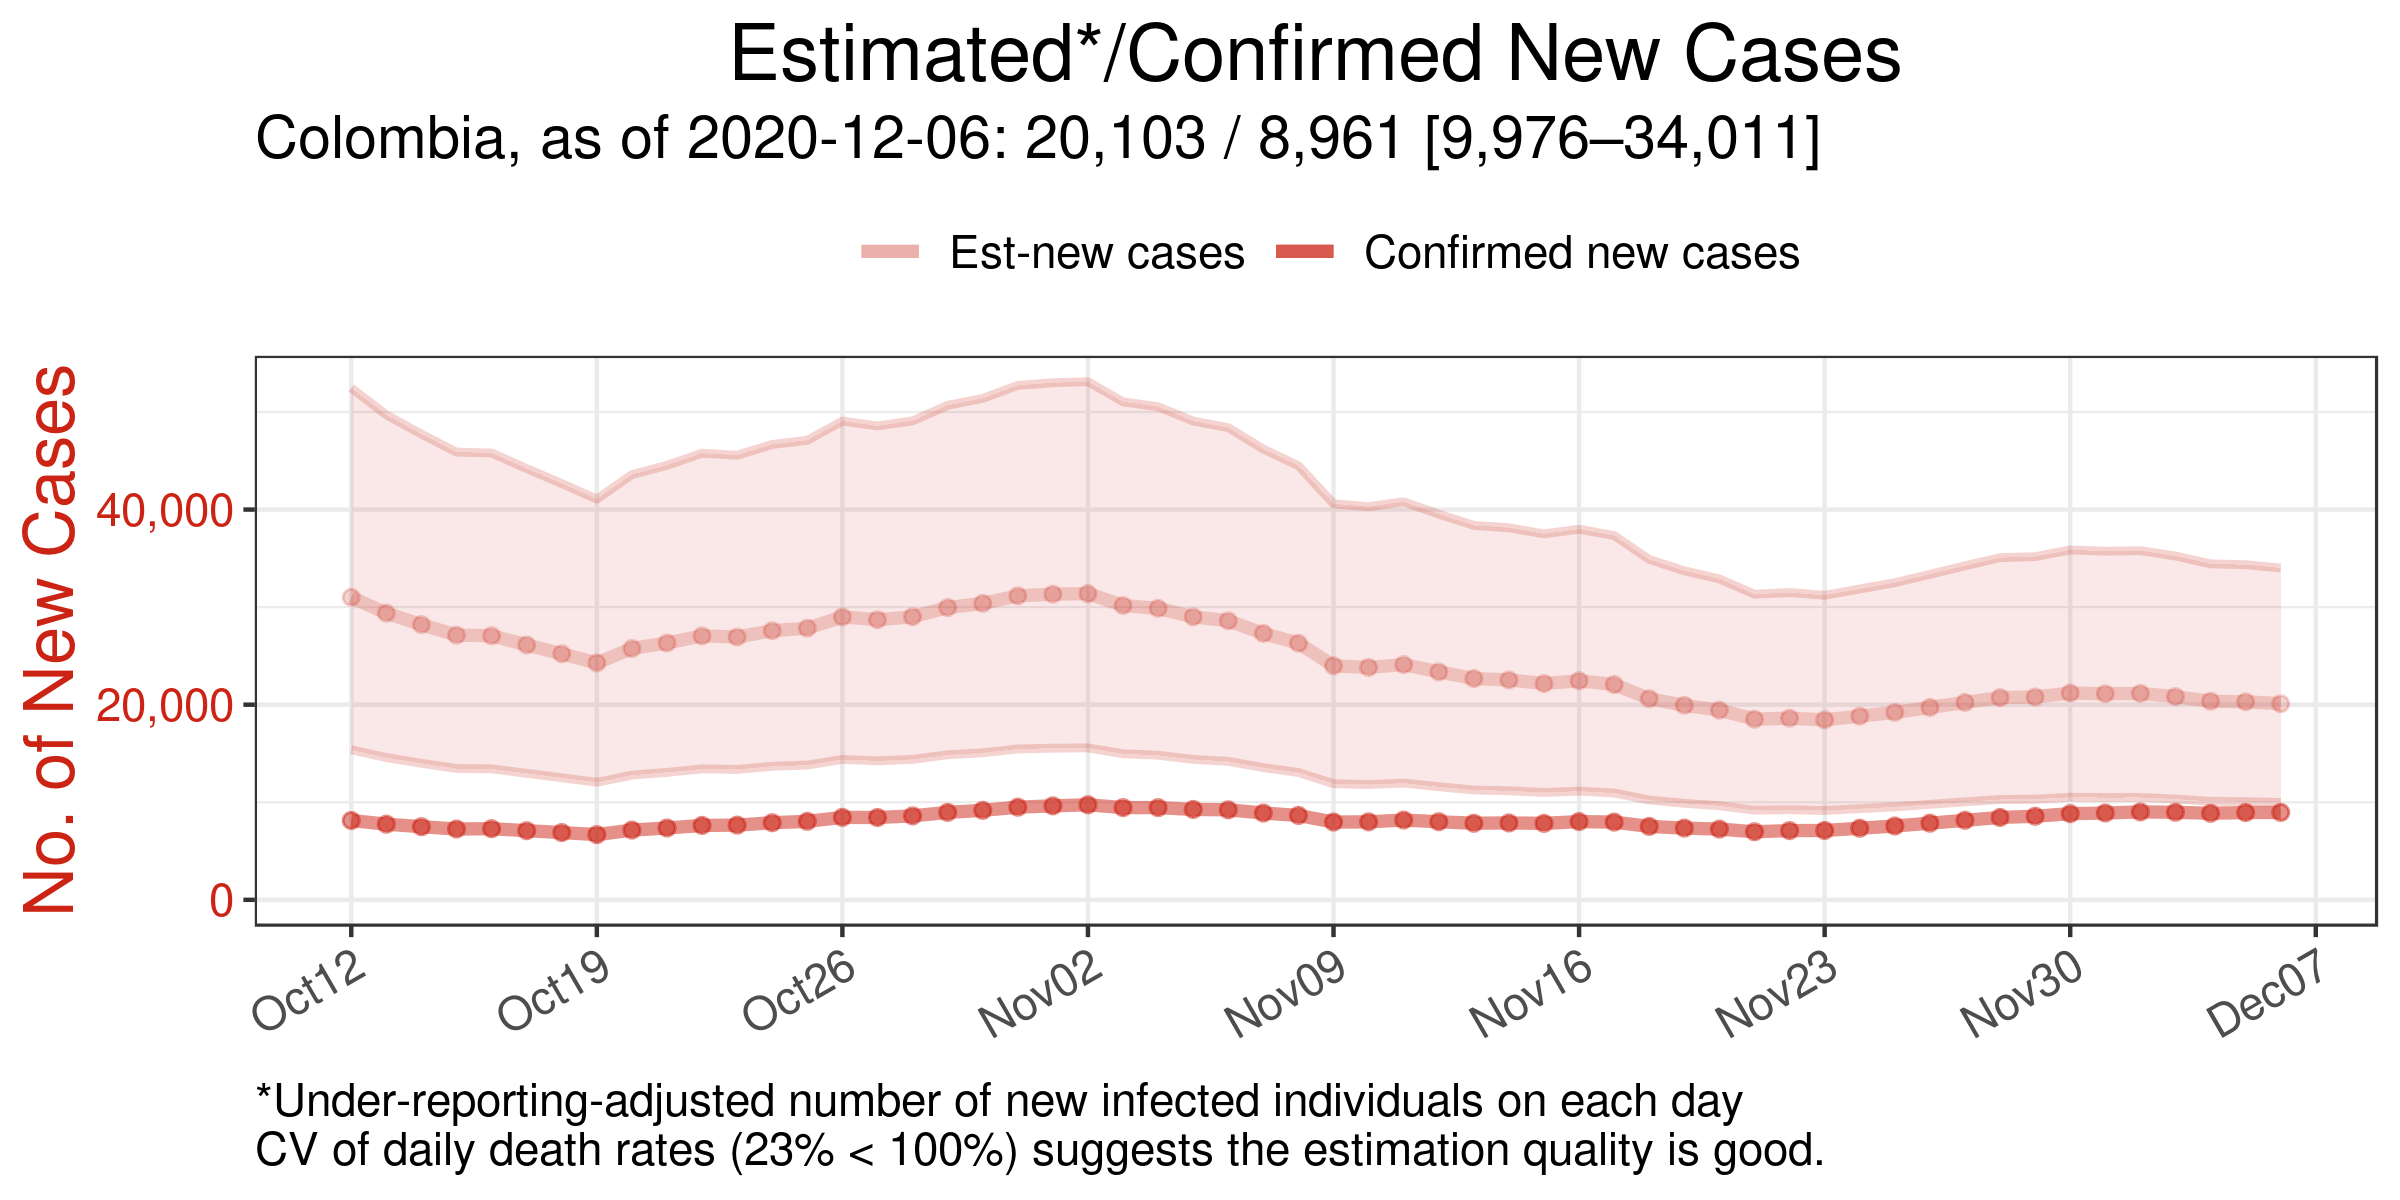 Estimated*/Confirmed New Cases
Colombia, as of 2020-12-06: 20,103 / 8,961 [9,976–34,011]
Est-new cases
Confirmed new cases
No. of New Cases
40,000
20,000
0
Oct12
Oct19
Oct26
Nov02
Nov09
Nov16
Nov23
Nov30
Dec07
*Under-reporting-adjusted number of new infected individuals on each day
CV of daily death rates (23% < 100%) suggests the estimation quality is good.